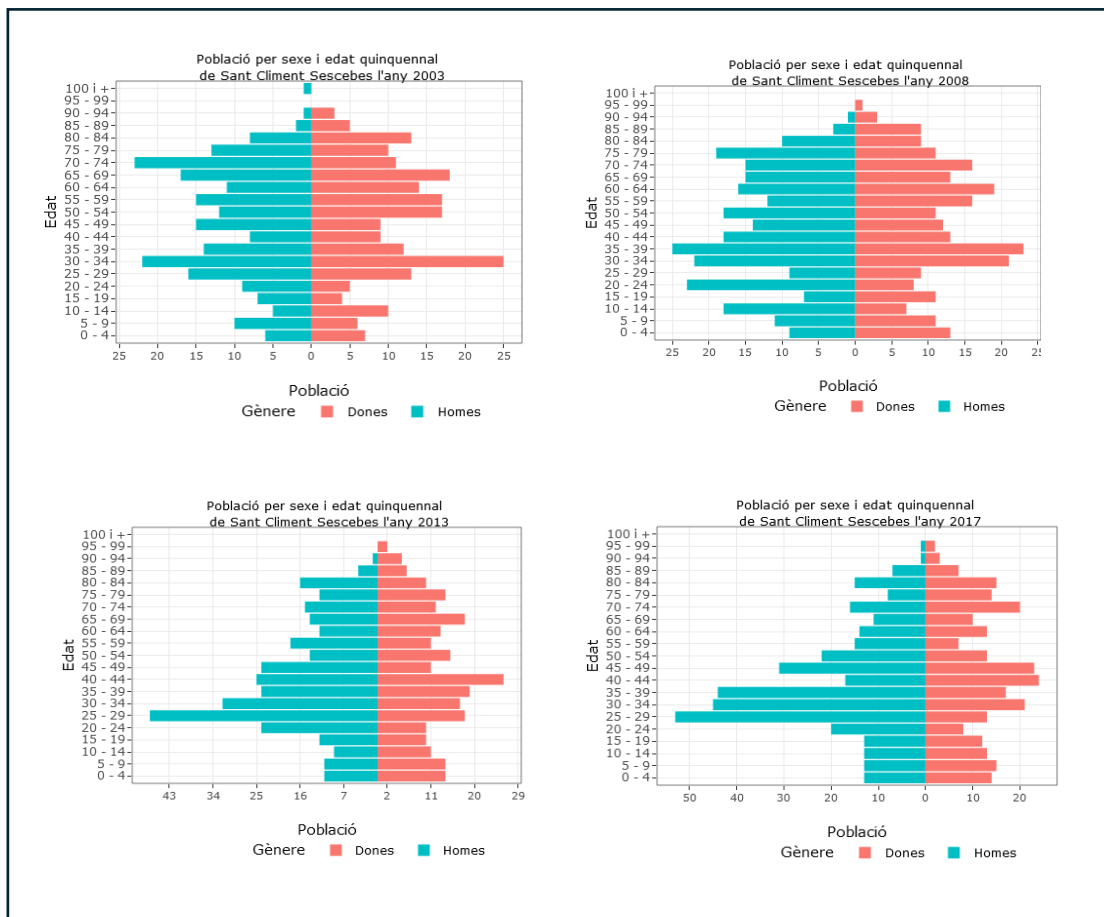 Població per sexe i edat quinquennal
de Sant Climent Sescebes l'any 2003
100 i +
95 - 99
90 - 94
85 - 89
80 - 84
75 - 79
70 - 74
65 - 69
60 - 64
55 - 59
50 - 54
45 - 49
40 - 44
35 - 39
30 - 34
25 - 29
20 - 24
15 - 19
10 - 14
5 - 9
0 - 4
Edat
25 20 15 10 5 0 5 10 15 20 25
Població
Gènere Dones Homes
Població per sexe i edat quinquennal
de Sant Climent Sescebes l'any 2008
100 i +
95 - 99
90 - 94
85 - 89
80 - 84
75 - 79
70 - 74
65 - 69
60 - 64
55 - 59
50 - 54
45 - 49
40 - 44
35 - 39
30 - 34
25 - 29
20 - 24
15 - 19
10 - 14
5 - 9
0 - 4
Edat
25 20 15 10 5 0 5 10 15 20 25
Població
Gènere Dones Homes
Població per sexe i edat quinquennal
de Sant Climent Sescebes l'any 2013
100 i +
95 - 99
90 - 94
85 - 89
80 - 84
75 - 79
70 - 74
65 - 69
60 - 64
55 - 59
50 - 54
45 - 49
40 - 44
35 - 39
30 - 34
25 - 29
20 - 24
15 - 19
10 - 14
5 - 9
0 - 4
Edat
43 34 25 16 7 2 11 20 29
Població
Gènere Dones Homes
Població per sexe i edat quinquennal
de Sant Climent Sescebes l'any 2017
100 i +
95 - 99
90 - 94
85 - 89
80 - 84
75 - 79
70 - 74
65 - 69
60 - 64
55 - 59
50 - 54
45 - 49
40 - 44
35 - 39
30 - 34
25 - 29
20 - 24
15 - 19
10 - 14
5 - 9
0 - 4
Edat
50 40 30 20 10 0 10 20
Població
Gènere Dones Homes